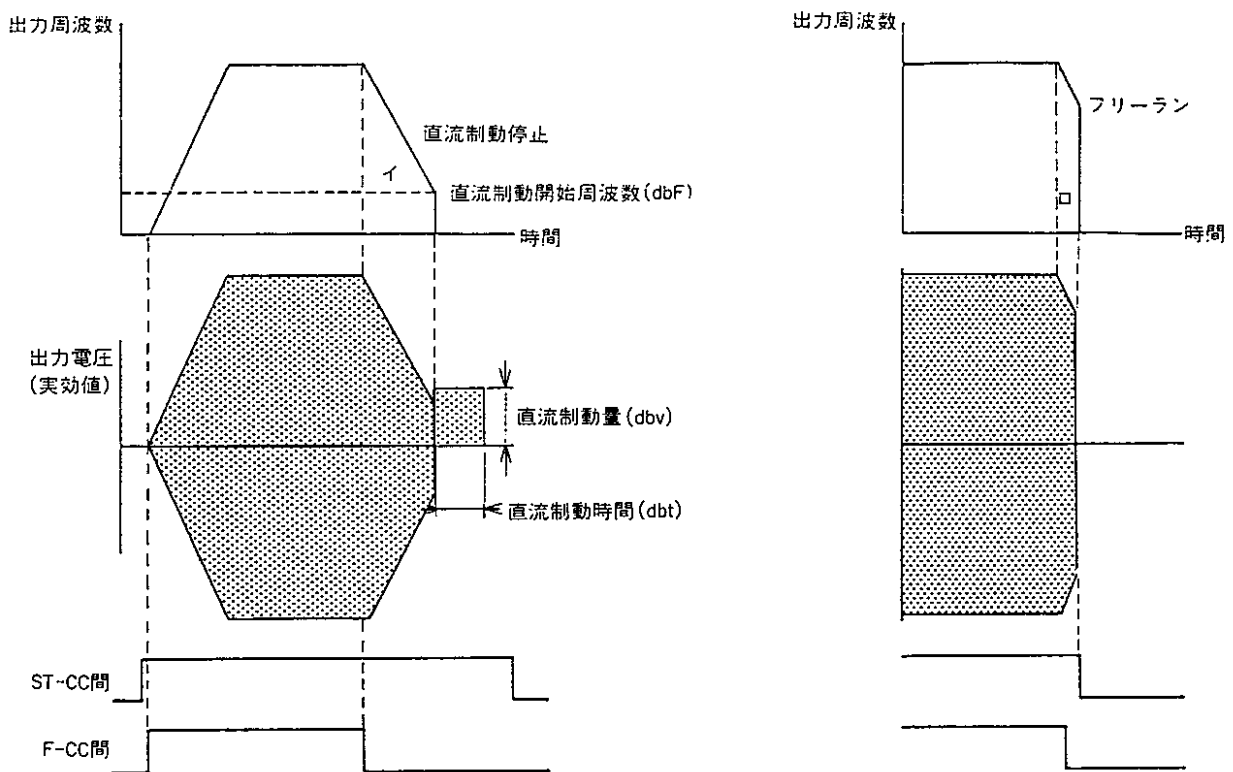 出力周波数
直流制動停止
イ
直流制動開始周波数(dbF)
時間
出力電圧
(実効値)
直流制動量(dbv)
直流制動時間(dbt)
ST-CC間
F-CC間
出力周波数
フリーラン
ロ
時間